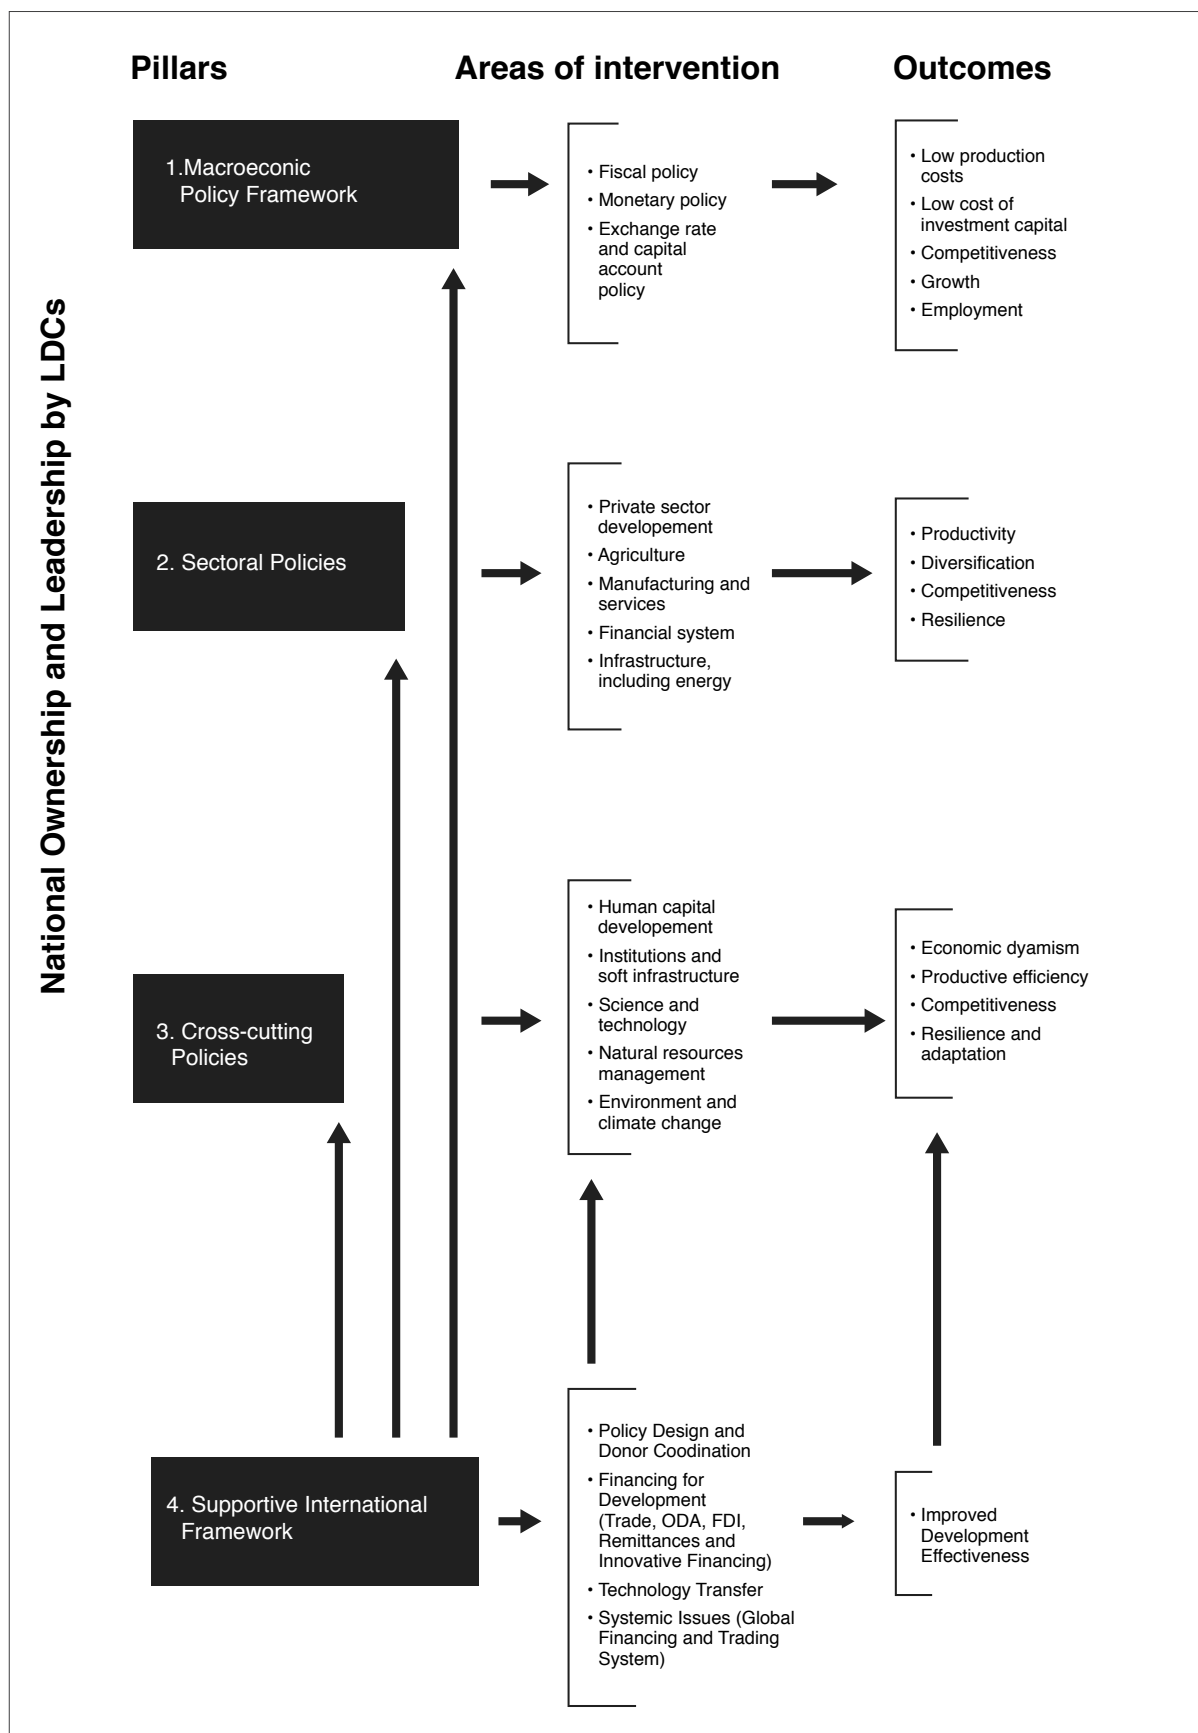 Pillars
Areas of intervention
Outcomes
National Ownership and Leadership by LDCs
1.Macroeconic
Policy Framework
• Fiscal policy
• Monetary policy
• Exchange rate
and capital
account
policy
• Low production
costs
• Low cost of
investment capital
• Competitiveness
• Growth
• Employment
2. Sectoral Policies
• Private sector
developement
• Agriculture
• Manufacturing and
services
• Financial system
• Infrastructure,
including energy
• Productivity
• Diversification
• Competitiveness
• Resilience
3. Cross-cutting
Policies
• Human capital
developement
• Institutions and
soft infrastructure
• Science and
technology
• Natural resources
management
• Environment and
climate change
• Economic dyamism
• Productive efficiency
• Competitiveness
• Resilience and
adaptation
4. Supportive International
Framework
• Policy Design and
Donor Coodination
• Financing for
Development
(Trade, ODA, FDI,
Remittances and
Innovative Financing)
• Technology Transfer
• Systemic Issues (Global
Financing and Trading
System)
• Improved
Development
Effectiveness